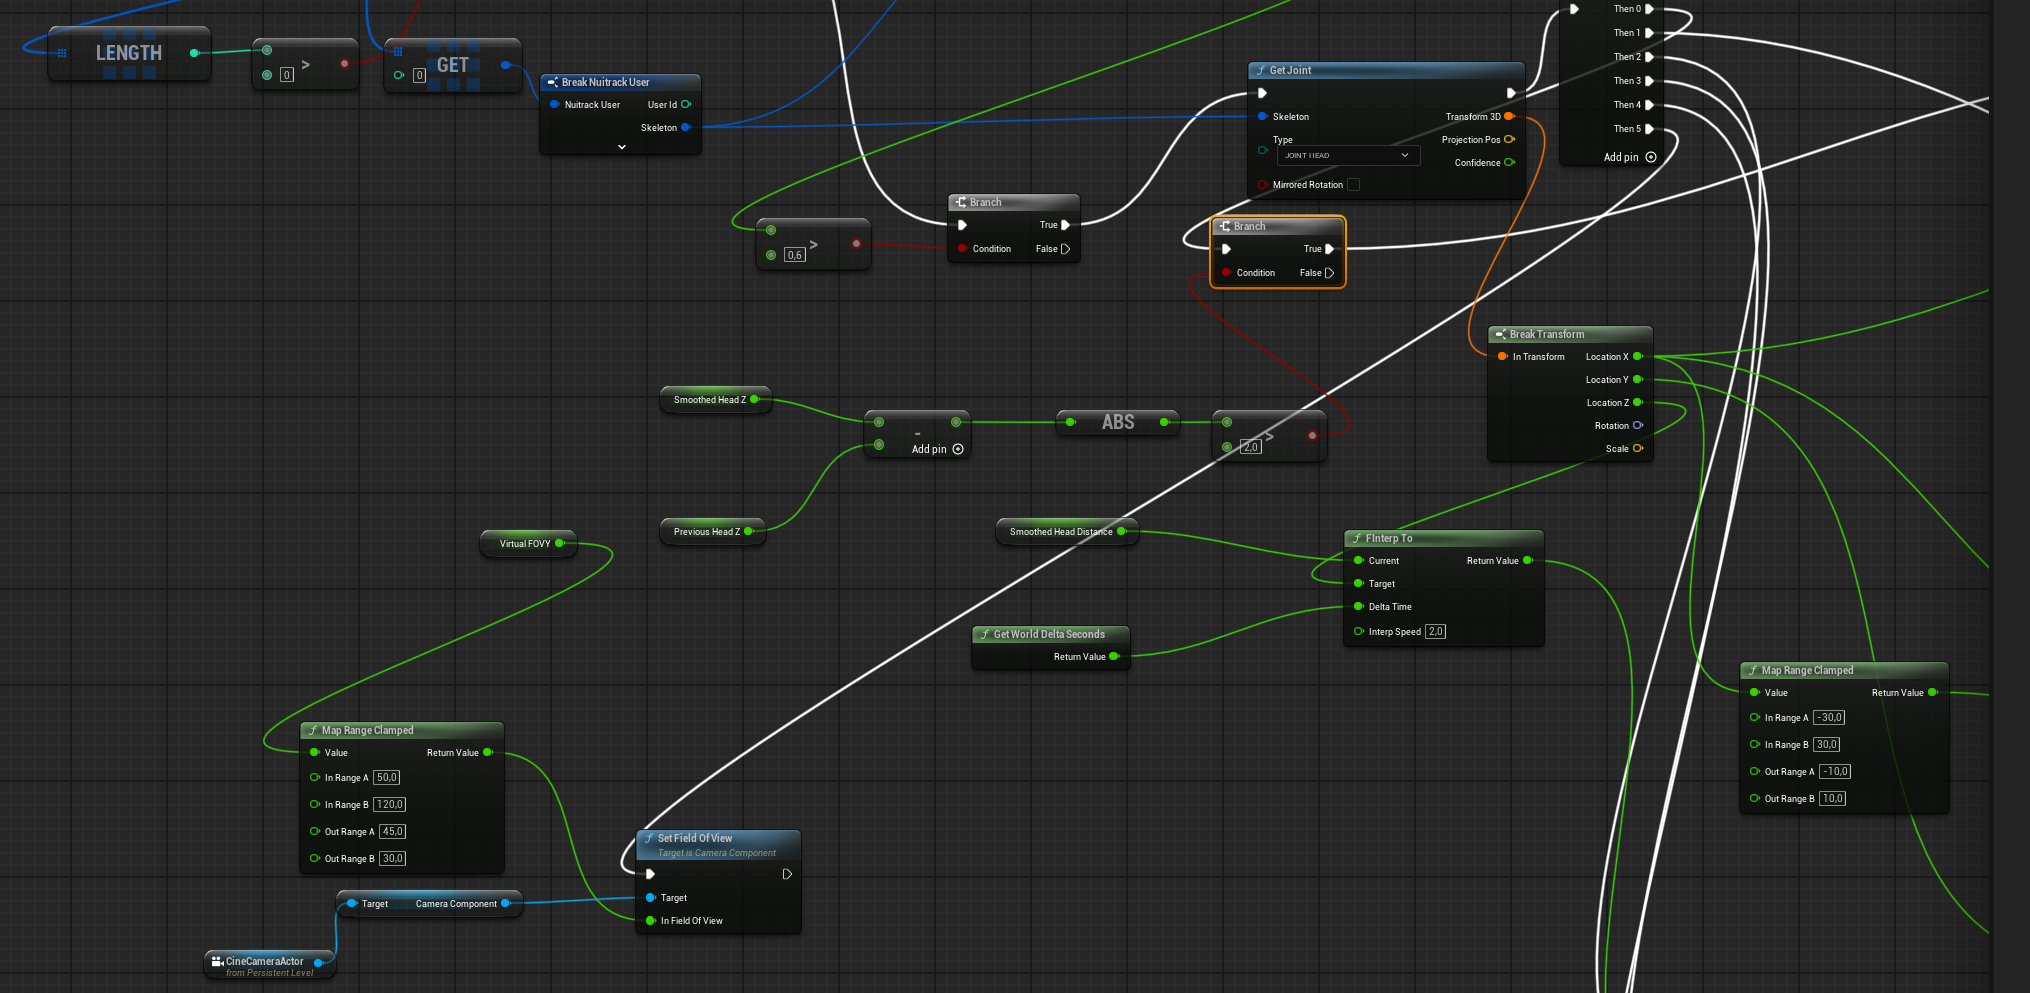 LENGTH
0
>
0
GET
Break Nuitrack User
Nuitrack User
User Id
Skeleton
Get Joint
Skeleton
Transform 3D
Type
Projection Pos
JOINT HEAD
Confidence
Mirrored Rotation
Then 0
Then 1
Then 2
Then 3
Then 4
Then 5
Add pin
>
0,6
Branch
True
Condition
False
Branch
True
Condition
False
Break Transform
In Transform
Location X
Location Y
Location Z
Rotation
Scale
Smoothed Head Z
-
Add pin
ABS
>
2,0
Previous Head Z
Virtual FOVY
Smoothed Head Distance
FInterp To
Current
Return Value
Target
Delta Time
Interp Speed 2,0
Get World Delta Seconds
Return Value
Map Range Clamped
Value
Return Value
In Range A -30,0
In Range B 30,0
Out Range A -10,0
Out Range B 10,0
Map Range Clamped
Value
Return Value
In Range A 50,0
In Range B 120,0
Out Range A 45,0
Out Range B 30,0
Set Field Of View
Target is Camera Component
Target
In Field Of View
Target
Camera Component
CineCameraActor
from Persistent Level